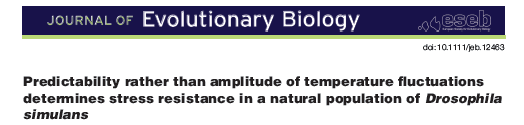 JOURNAL OF Evolutionary Biology
eseb
doi: 10.1111/jeb.12463
Predictability rather than amplitude of temperature fluctuations
determines stress resistance in a natural population of Drosophila
simulans